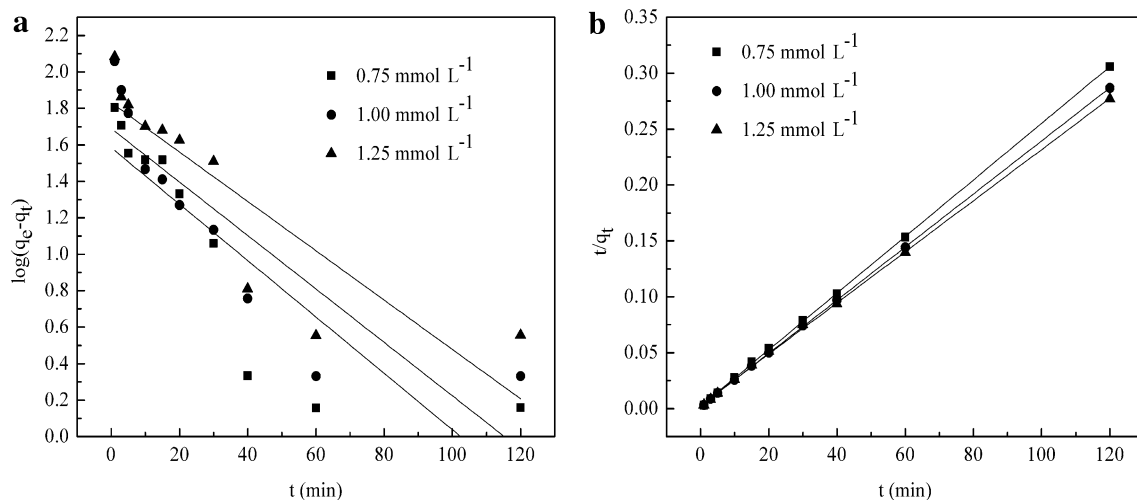 a
2.2
2.0
1.8
1.6
1.4
1.2
1.0
0.8
0.6
0.4
0.2
0.0
log(qe-qt)
0.75 mmol L-1
1.00 mmol L-1
1.25 mmol L-1
0 20 40 60 80 100 120
t (min)
b
0.35
0.30
0.25
0.20
0.15
0.10
0.05
0.00
t/qt
0.75 mmol L-1
1.00 mmol L-1
1.25 mmol L-1
0 20 40 60 80 100 120
t (min)